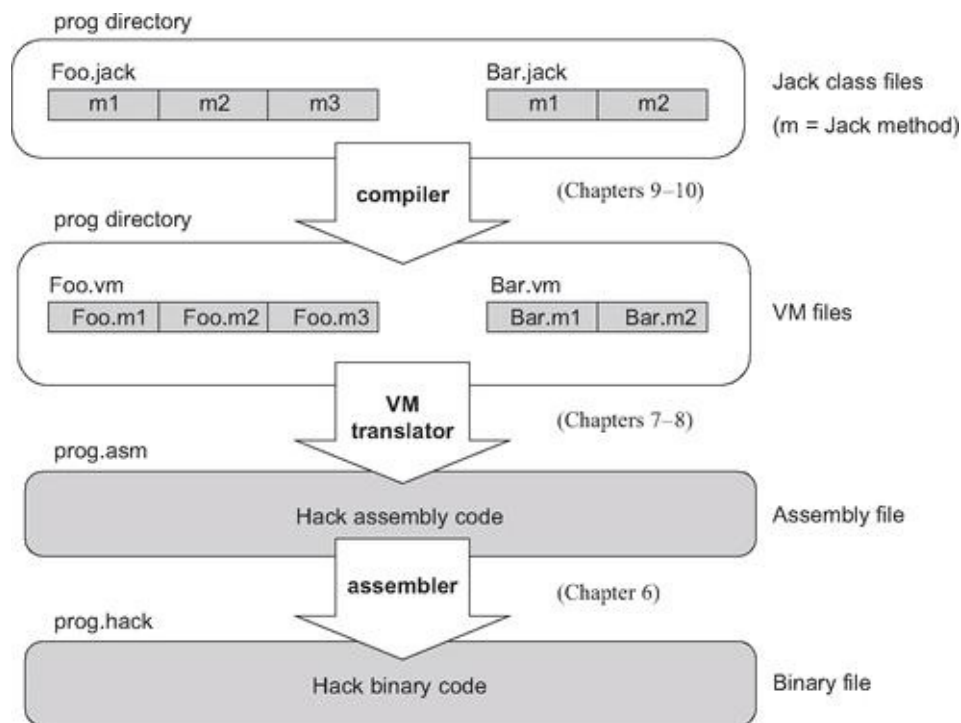 prog directory
Foo.jack
Bar.jack
m1 m2 m3
m1 m2
Jack class files
(m = Jack method)
compiler
(Chapters 9–10)
prog directory
Foo.vm
Bar.vm
Foo.m1 Foo.m2 Foo.m3
Bar.m1 Bar.m2
VM files
VM
translator
(Chapters 7–8)
prog.asm
Hack assembly code
Assembly file
assembler
(Chapter 6)
prog.hack
Hack binary code
Binary file